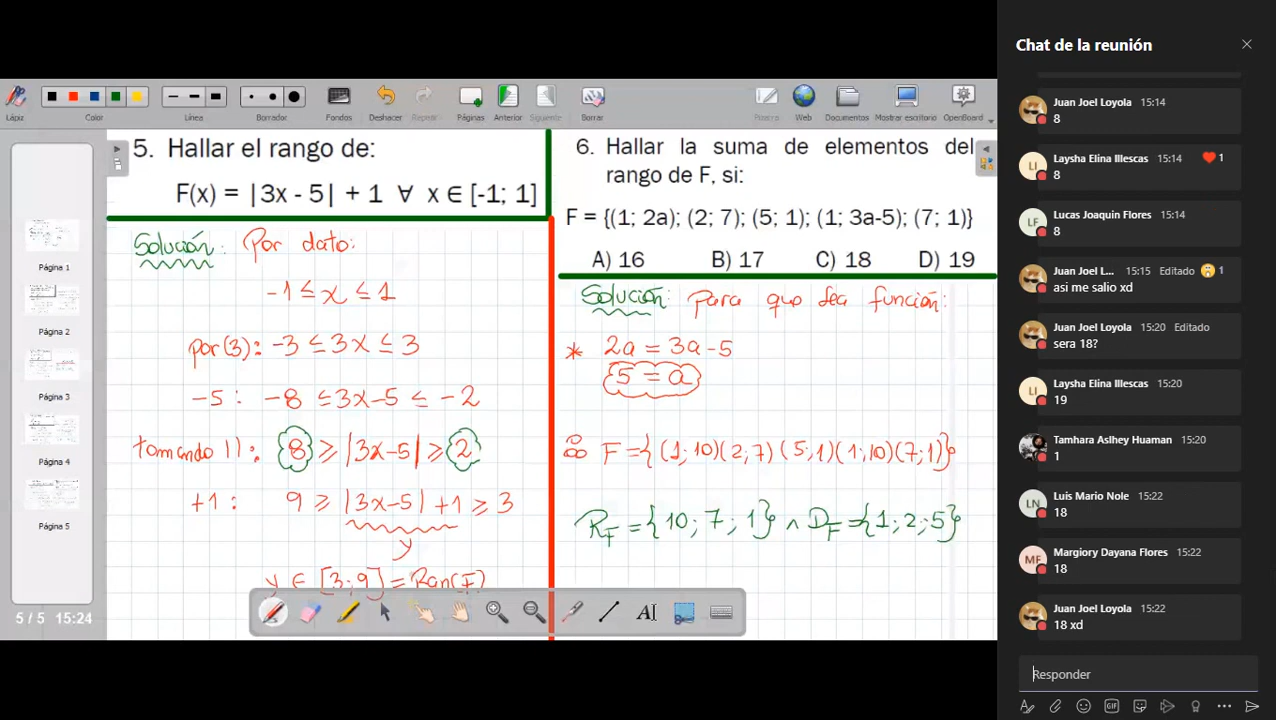 Lápiz
Color
Línea
Borrador
Fondos
Deshacer
Páginas
Anterior
Siguiente
Borrar
Web
Documentos
Mostrar escritorio
OpenBoard
Página 1
Página 2
Página 3
Página 4
Página 5
5 / 5
15:24
5. Hallar el rango de:
F(x) = |3x - 5| + 1 ∀ x ∈ [-1; 1]
Solución: Por dato:
-1 ≤ x ≤ 1
por(3): -3 ≤ 3x ≤ 3
-5: -8 ≤ 3x-5 ≤ -2
tomando ||: 8 ≥ |3x-5| ≥ 2
+1: 9 ≥ |3x-5| +1 ≥ 3
y
y ∈ [3;9] = Ran(F)
6. Hallar la suma de elementos del
rango de F, si:
F = {(1; 2a); (2; 7); (5; 1); (1; 3a-5); (7; 1)}
A) 16 B) 17 C) 18 D) 19
Solución: Para que sea función:
* 2a = 3a-5
5 = a
F = {(1;10)(2;7)(5;1)(1;10)(7;1)}
R_F = {10; 7; 1} ∧ D_F = {1; 2; 5}
Chat de la reunión
Juan Joel Loyola 15:14
8
LI Laysha Elina Illescas 15:14 1
8
LF Lucas Joaquin Flores 15:14
8
Juan Joel L... 15:15 Editado 1
asi me salio xd
Juan Joel Loyola 15:20 Editado
sera 18?
LI Laysha Elina Illescas 15:20
19
Tamhara Aslhey Huaman 15:20
1
LN Luis Mario Nole 15:22
18
MF Margiory Dayana Flores 15:22
18
Juan Joel Loyola 15:22
18 xd
Responder
GIF